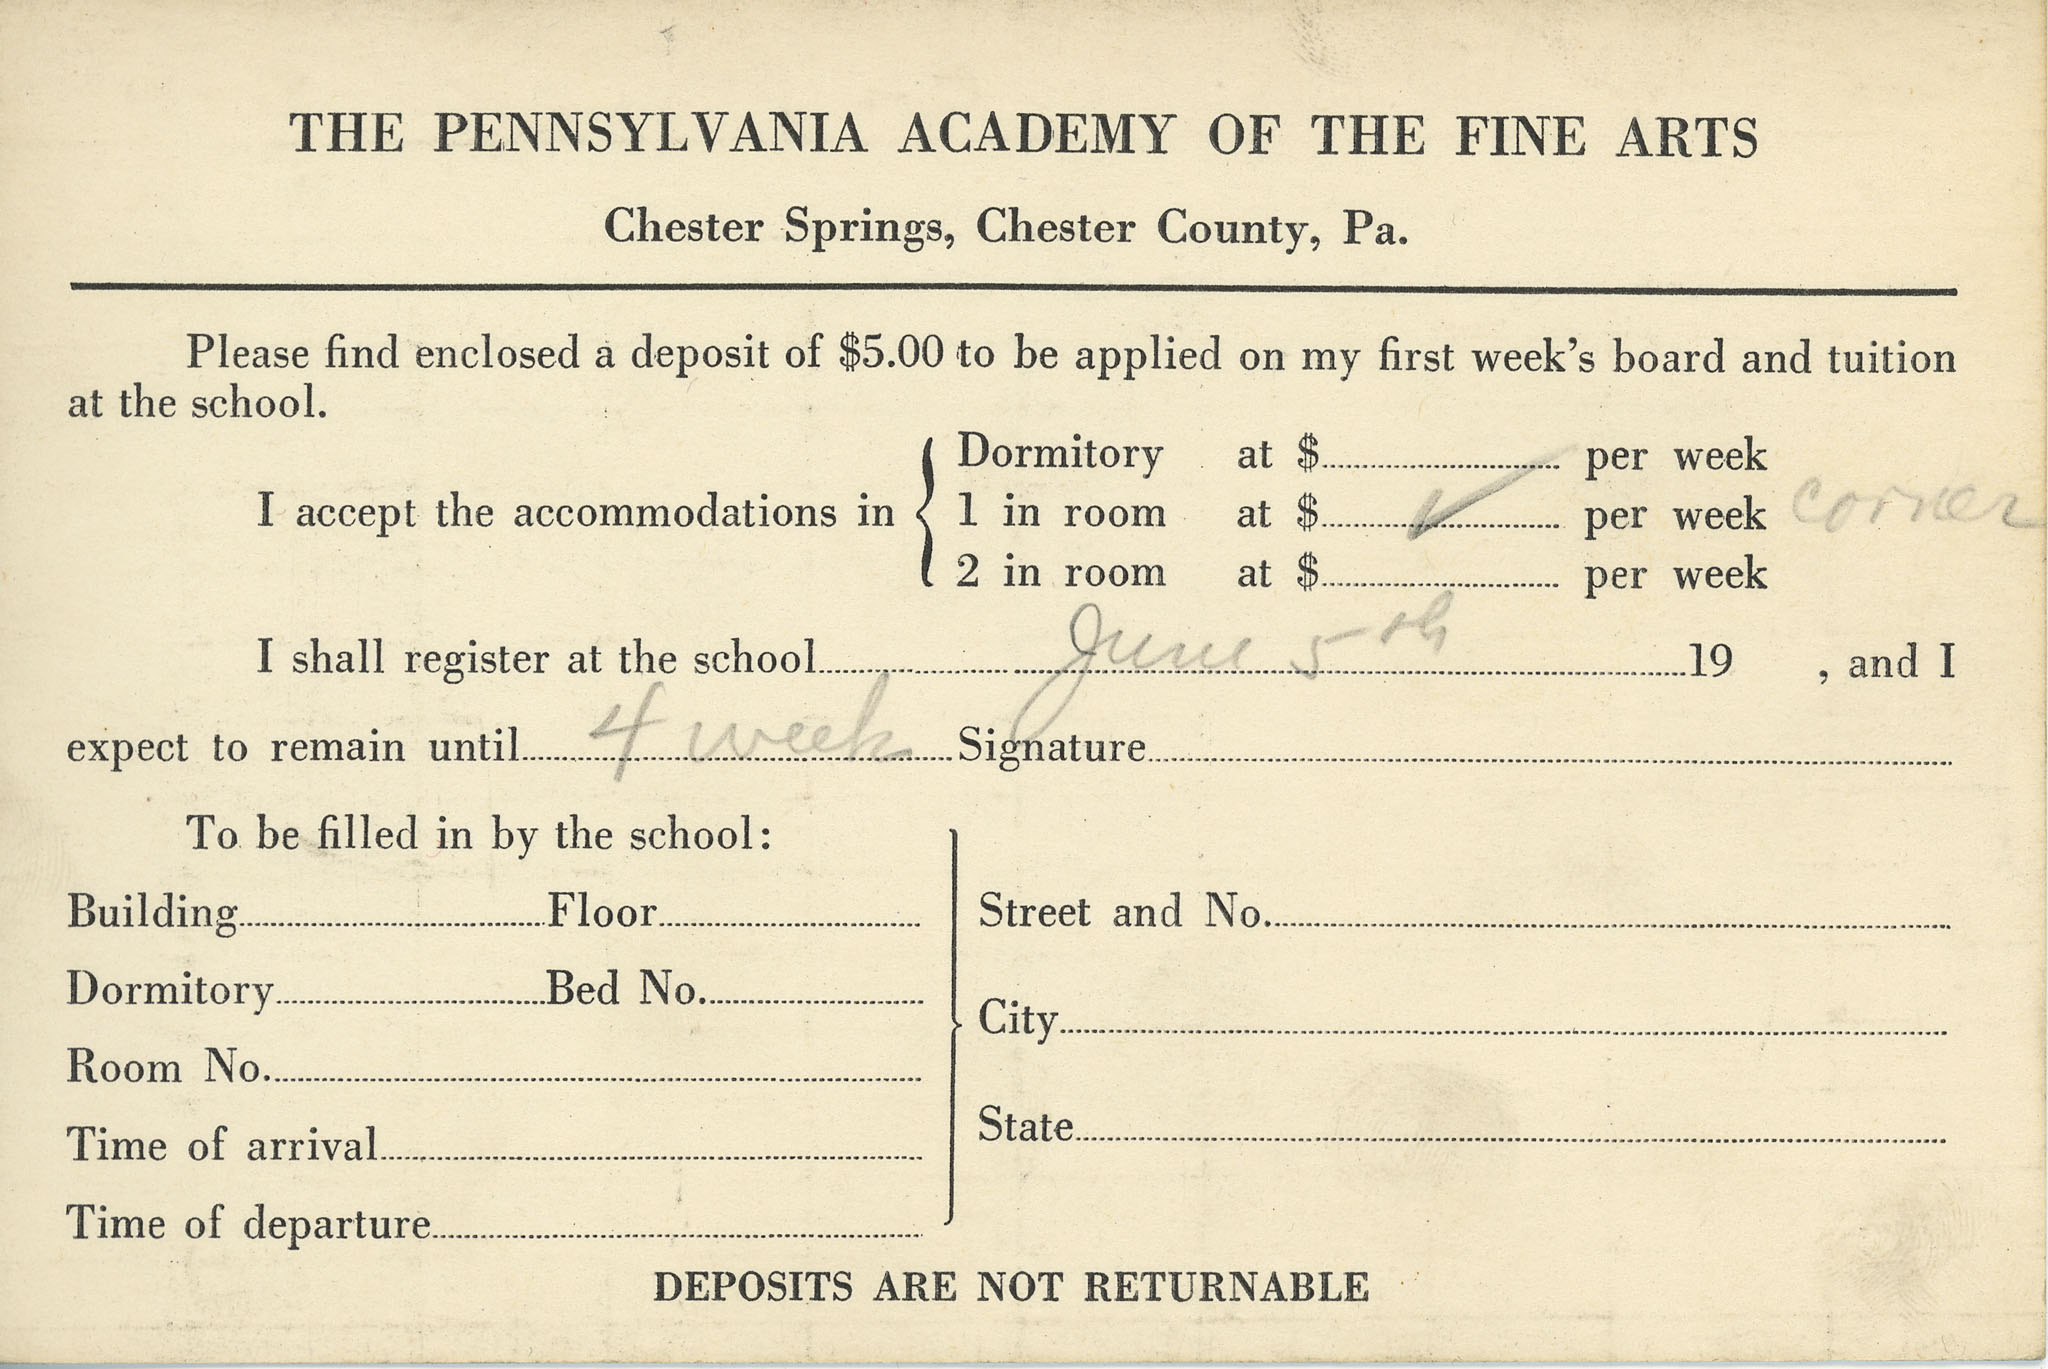 THE PENNSYLVANIA ACADEMY OF THE FINE ARTS
Chester Springs, Chester County, Pa.
Please find enclosed a deposit of $5.00 to be applied on my first week's board and tuition
at the school.
I accept the accommodations in
Dormitory at $ per week
1 in room at $ ✓ per week corner
2 in room at $ per week
I shall register at the school June 5th 19 , and I
expect to remain until 4 week Signature
To be filled in by the school:
Building Floor
Dormitory Bed No.
Room No.
Time of arrival
Time of departure
Street and No.
City
State
DEPOSITS ARE NOT RETURNABLE